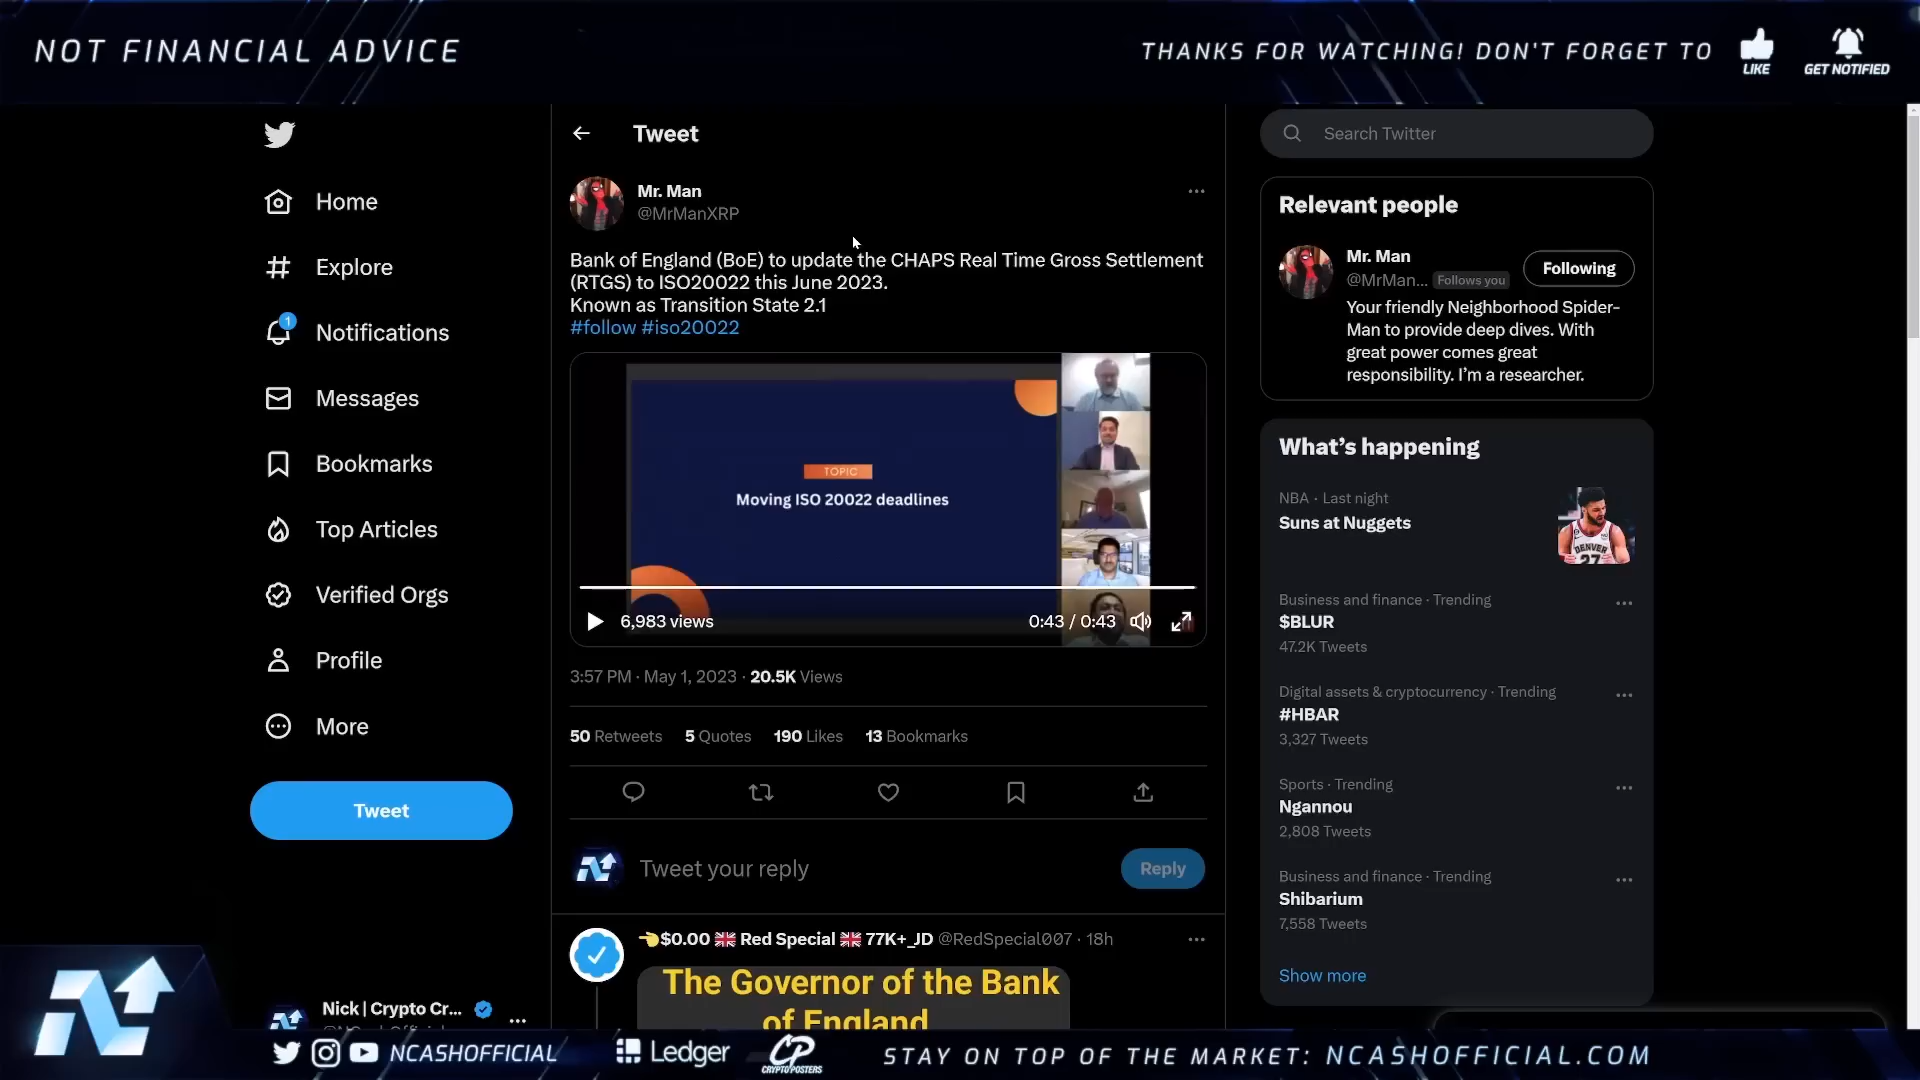 NOT FINANCIAL ADVICE
THANKS FOR WATCHING! DON'T FORGET TO
LIKE
GET NOTIFIED
Home
Explore
1
Notifications
Messages
Bookmarks
Top Articles
Verified Orgs
Profile
More
Tweet
Nick | Crypto Cr...
Tweet
Mr. Man
@MrManXRP
Bank of England (BoE) to update the CHAPS Real Time Gross Settlement
(RTGS) to ISO20022 this June 2023.
Known as Transition State 2.1
#follow #iso20022
TOPIC
Moving ISO 20022 deadlines
6,983 views
0:43 / 0:43
3:57 PM · May 1, 2023 · 20.5K Views
50 Retweets 5 Quotes 190 Likes 13 Bookmarks
Tweet your reply
Reply
$0.00 🇬🇧 Red Special 🇬🇧 77K+_JD @RedSpecial007 · 18h
The Governor of the Bank
of England
Search Twitter
Relevant people
Mr. Man
@MrMan... Follows you
Following
Your friendly Neighborhood Spider-
Man to provide deep dives. With
great power comes great
responsibility. I'm a researcher.
What's happening
NBA · Last night
Suns at Nuggets
DENVER
27
Business and finance · Trending
$BLUR
47.2K Tweets
Digital assets & cryptocurrency · Trending
#HBAR
3,327 Tweets
Sports · Trending
Ngannou
2,808 Tweets
Business and finance · Trending
Shibarium
7,558 Tweets
Show more
NCASHOFFICIAL
Ledger
CP
CRYPTOPOSTERS
STAY ON TOP OF THE MARKET: NCASHOFFICIAL.COM